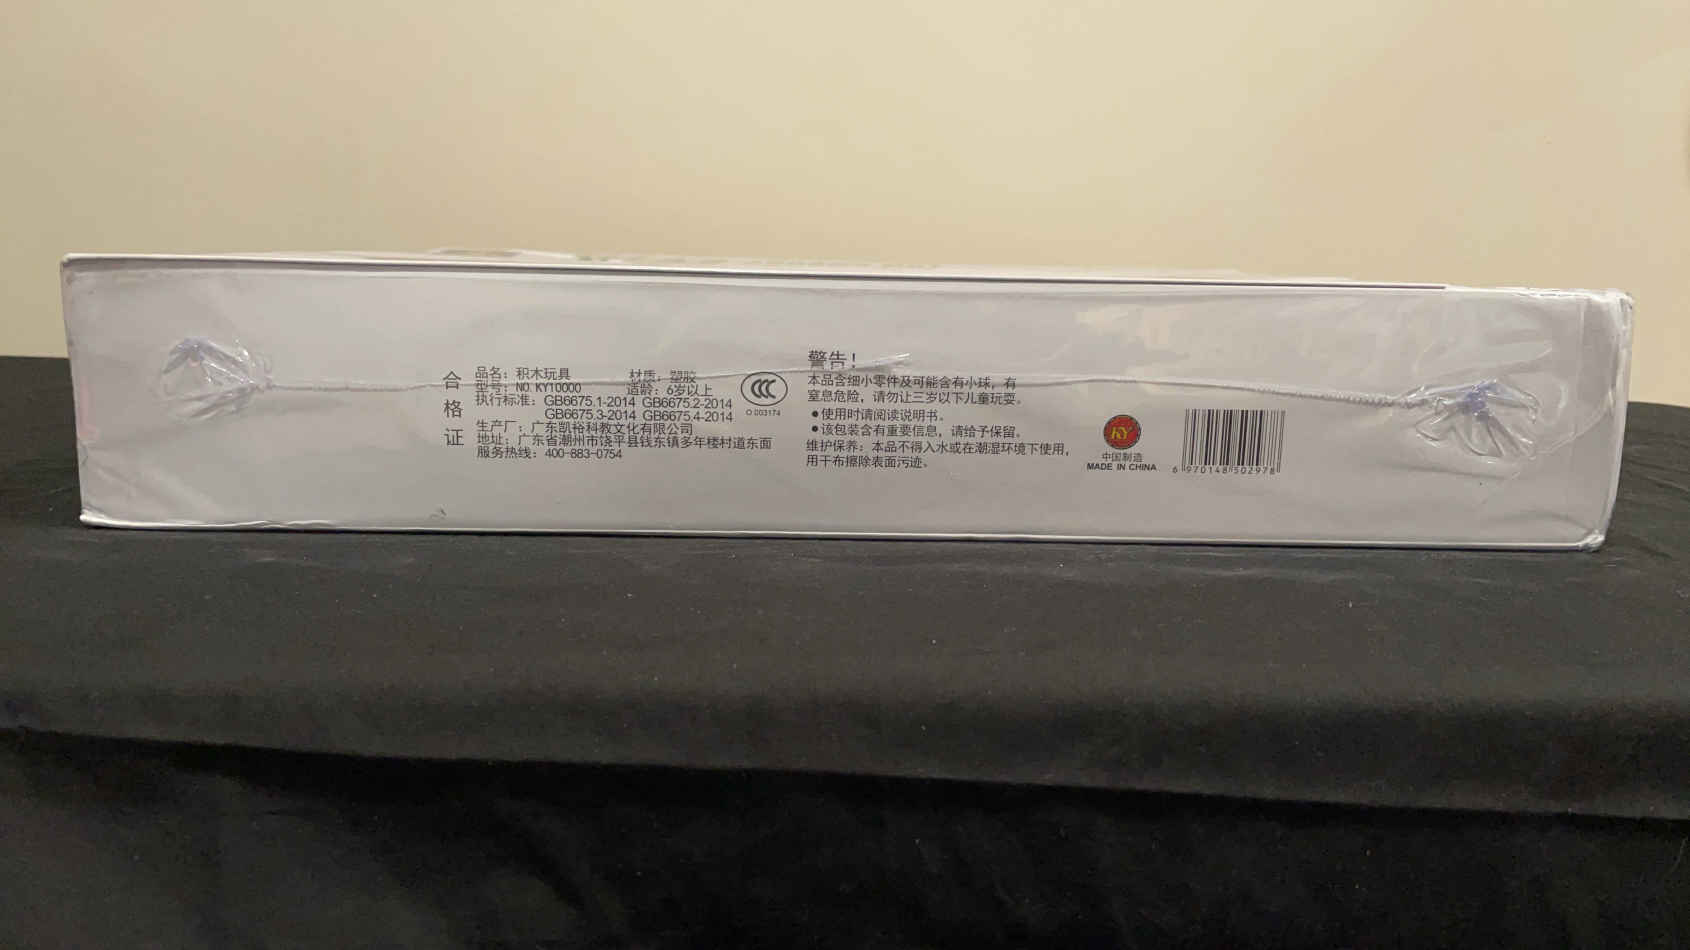 合格证
品名：积木玩具 材质：塑胶
型号：NO.KY10000 适龄：6岁以上
执行标准：GB6675.1-2014 GB6675.2-2014
GB6675.3-2014 GB6675.4-2014
生产厂：广东凯裕科教文化有限公司
地址：广东省潮州市饶平县钱东镇多年楼村道东面
服务热线：400-883-0754
CCC
O 003174
警告！
本品含细小零件及可能含有小球，有
窒息危险，请勿让三岁以下儿童玩耍。
●使用时请阅读说明书。
●该包装含有重要信息，请给予保留。
维护保养：本品不得入水或在潮湿环境下使用，
用干布擦除表面污迹。
KY
中国制造
MADE IN CHINA
6 970148 502978